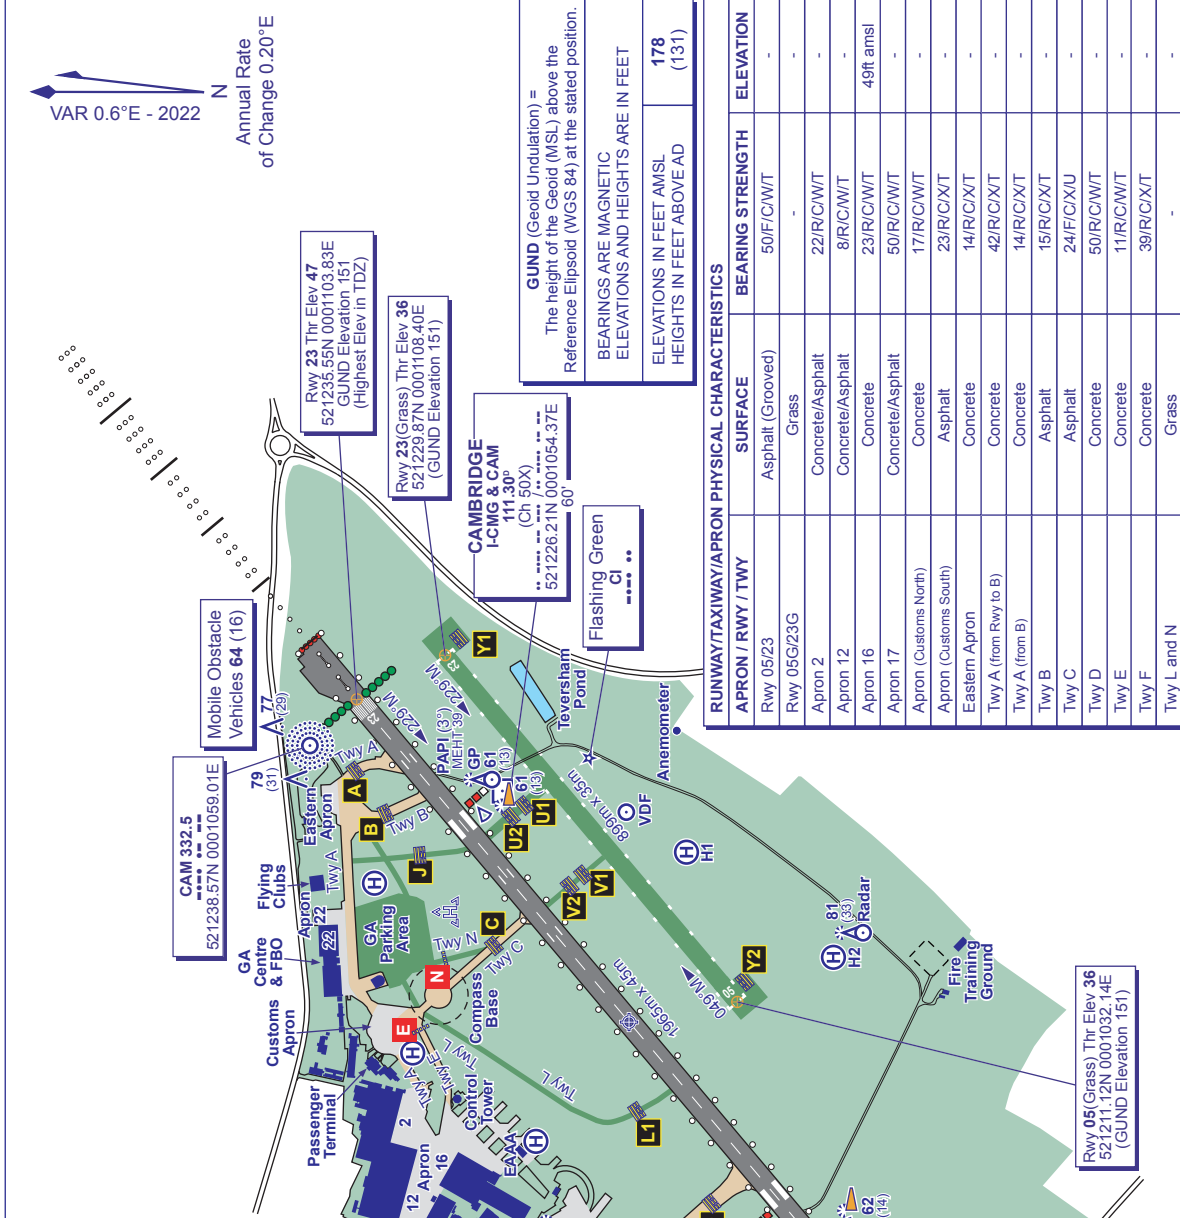 VAR 0.6°E - 2022
N
Annual Rate
of Change 0.20°E
GUND (Geoid Undulation) =
The height of the Geoid (MSL) above the
Reference Elipsoid (WGS 84) at the stated position.
BEARINGS ARE MAGNETIC
ELEVATIONS AND HEIGHTS ARE IN FEET
ELEVATIONS IN FEET AMSL
HEIGHTS IN FEET ABOVE AD
178
(131)
Rwy 23 Thr Elev 47
521235.55N 0001103.83E
GUND Elevation 151
(Highest Elev in TDZ)
Rwy 23(Grass) Thr Elev 36
521229.87N 0001108.40E
(GUND Elevation 151)
CAMBRIDGE
I-CMG & CAM
111.30º
(Ch 50X)
521226.21N 0001054.37E
60'
Flashing Green
CI
Mobile Obstacle
Vehicles 64 (16)
CAM 332.5
521238.57N 0001059.01E
RUNWAY/TAXIWAY/APRON PHYSICAL CHARACTERISTICS
APRON / RWY / TWY SURFACE BEARING STRENGTH ELEVATION
Rwy 05/23 Asphalt (Grooved) 50/F/C/W/T -
Rwy 05G/23G Grass - -
Apron 2 Concrete/Asphalt 22/R/C/W/T -
Apron 12 Concrete/Asphalt 8/R/C/W/T -
Apron 16 Concrete 23/R/C/W/T 49ft amsl
Apron 17 Concrete/Asphalt 50/R/C/W/T -
Apron (Customs North) Concrete 17/R/C/W/T -
Apron (Customs South) Asphalt 23/R/C/X/T -
Eastern Apron Concrete 14/R/C/X/T -
Twy A (from Rwy to B) Concrete 42/R/C/X/T -
Twy A (from B) Concrete 14/R/C/X/T -
Twy B Asphalt 15/R/C/X/T -
Twy C Asphalt 24/F/C/X/U -
Twy D Concrete 50/R/C/W/T -
Twy E Concrete 11/R/C/W/T -
Twy F Concrete 39/R/C/X/T -
Twy L and N Grass - -
77
(29)
79
(31)
Eastern
Apron
Flying
Clubs
Apron
22
22
GA
Centre
& FBO
Customs
Apron
Passenger
Terminal
2
12
Apron
16
EAAA
H
Control
Tower
Twy A
Twy E
H
E
Twy L
Twy L
L1
Compass
Base
N
Twy N
H
Twy C
C
GA
Parking
Area
H
J
Twy A
Twy B
B
A
Twy A
23
229°M
PAPI (3°)
MEHT 39
GP
61
(13)
L
61
(13)
U2
U1
V2
V1
1965m X 45m
899m X 35m
229°M
23
Y1
Teversham
Pond
Anemometer
VDF
H
H1
049°M
05
Y2
H
H2
81
(33)
Radar
Fire
Training
Ground
62
(14)
Rwy 05(Grass) Thr Elev 36
521211.12N 0001032.14E
(GUND Elevation 151)